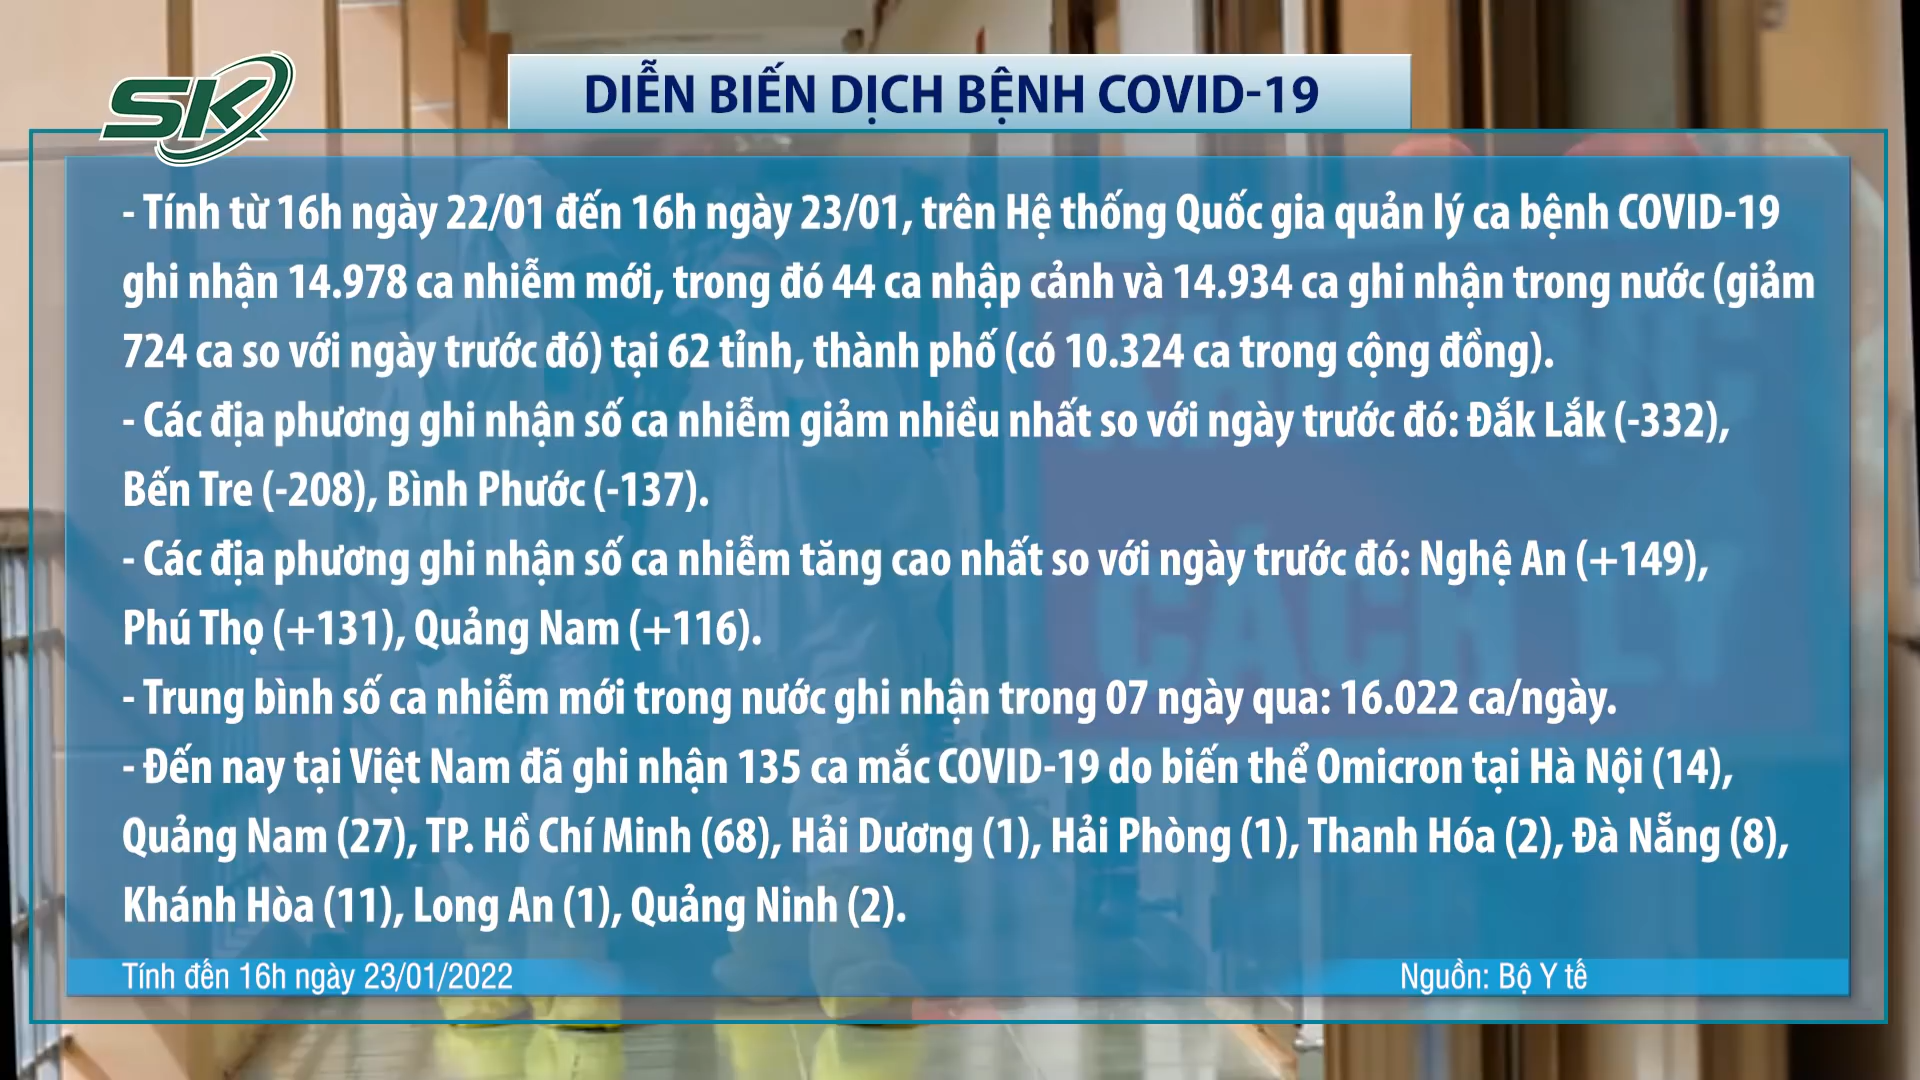 SK
DIỄN BIẾN DỊCH BỆNH COVID-19
- Tính từ 16h ngày 22/01 đến 16h ngày 23/01, trên Hệ thống Quốc gia quản lý ca bệnh COVID-19
ghi nhận 14.978 ca nhiễm mới, trong đó 44 ca nhập cảnh và 14.934 ca ghi nhận trong nước (giảm
724 ca so với ngày trước đó) tại 62 tỉnh, thành phố (có 10.324 ca trong cộng đồng).
- Các địa phương ghi nhận số ca nhiễm giảm nhiều nhất so với ngày trước đó: Đắk Lắk (-332),
Bến Tre (-208), Bình Phước (-137).
- Các địa phương ghi nhận số ca nhiễm tăng cao nhất so với ngày trước đó: Nghệ An (+149),
Phú Thọ (+131), Quảng Nam (+116).
- Trung bình số ca nhiễm mới trong nước ghi nhận trong 07 ngày qua: 16.022 ca/ngày.
- Đến nay tại Việt Nam đã ghi nhận 135 ca mắc COVID-19 do biến thể Omicron tại Hà Nội (14),
Quảng Nam (27), TP. Hồ Chí Minh (68), Hải Dương (1), Hải Phòng (1), Thanh Hóa (2), Đà Nẵng (8),
Khánh Hòa (11), Long An (1), Quảng Ninh (2).
Tính đến 16h ngày 23/01/2022
Nguồn: Bộ Y tế
KHU VỰC
CÁCH LY